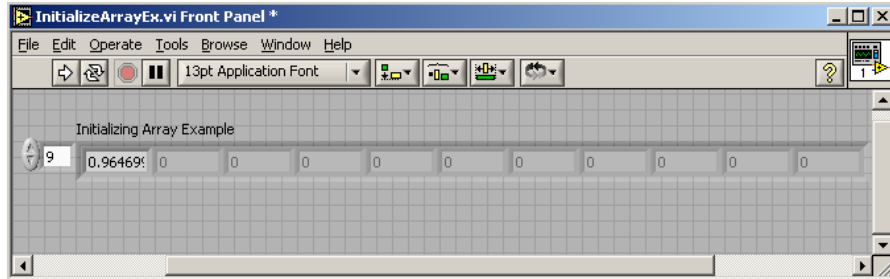 InitializeArrayEx.vi Front Panel *
File Edit Operate Tools Browse Window Help
13pt Application Font
?
1
Initializing Array Example
9 0.96469 0 0 0 0 0 0 0 0 0 0